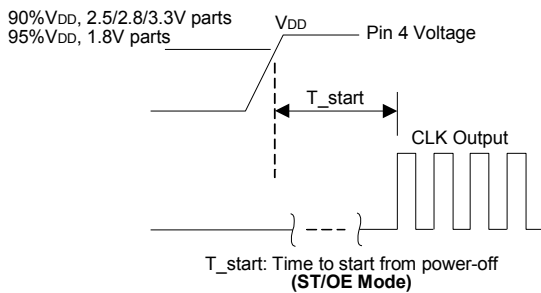 90%VDD, 2.5/2.8/3.3V parts
95%VDD, 1.8V parts
VDD
Pin 4 Voltage
T_start
CLK Output
T_start: Time to start from power-off
(ST/OE Mode)